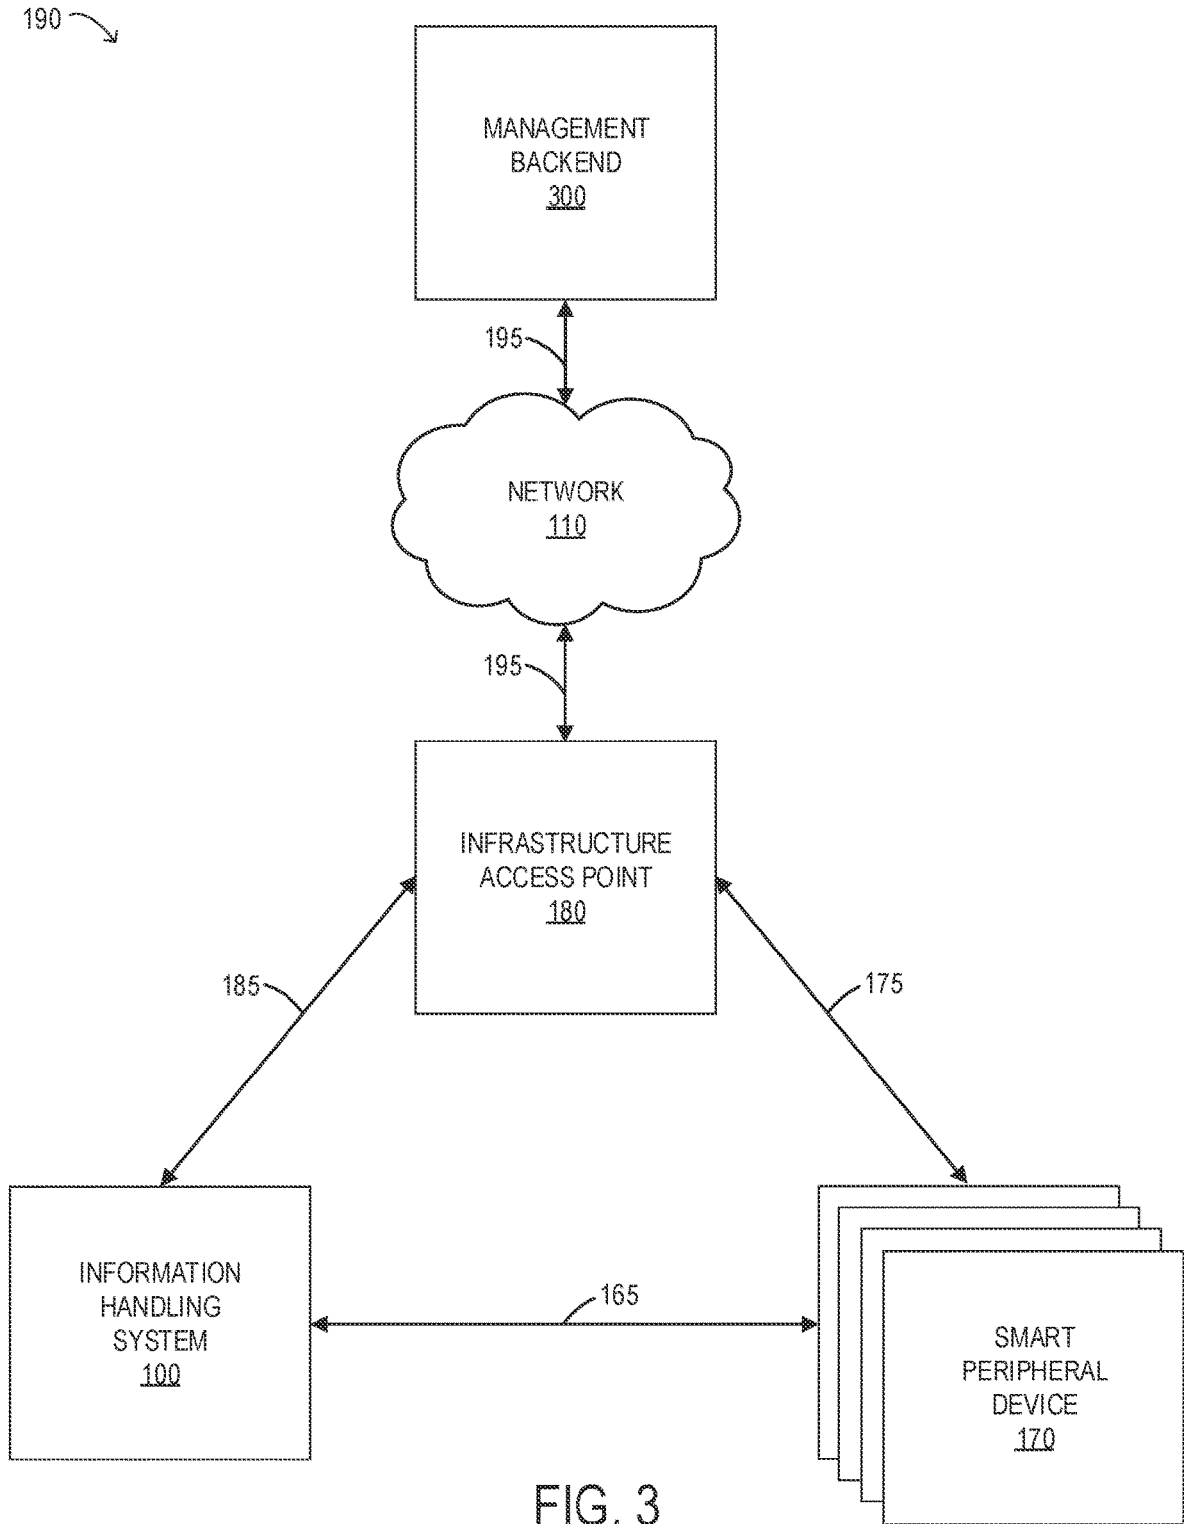 190
MANAGEMENT
BACKEND
300
195
NETWORK
110
195
INFRASTRUCTURE
ACCESS POINT
180
185
175
INFORMATION
HANDLING
SYSTEM
100
165
SMART
PERIPHERAL
DEVICE
170
FIG. 3